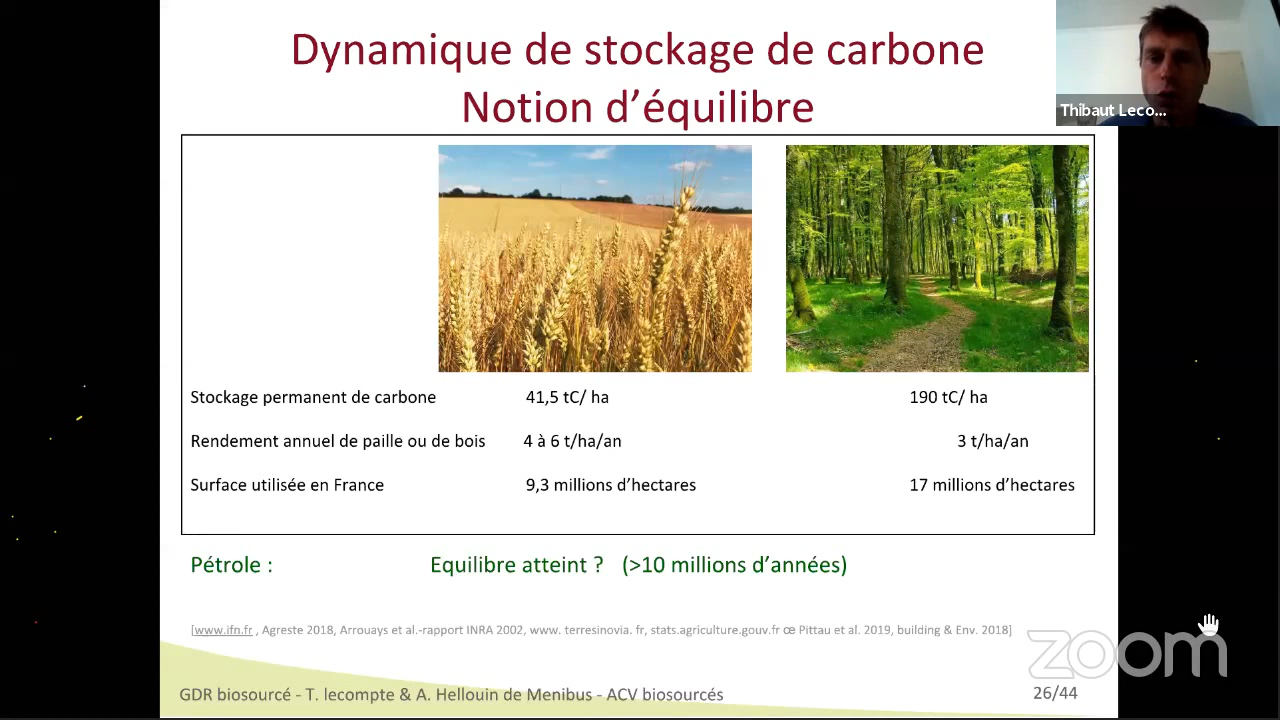 Dynamique de stockage de carbone
Notion d’équilibre
Thibaut Leco...
Stockage permanent de carbone 41,5 tC/ ha 190 tC/ ha
Rendement annuel de paille ou de bois 4 à 6 t/ha/an 3 t/ha/an
Surface utilisée en France 9,3 millions d’hectares 17 millions d’hectares
Pétrole : Equilibre atteint ? (>10 millions d’années)
[www.ifn.fr , Agreste 2018, Arrouays et al.-rapport INRA 2002, www. terresinovia. fr, stats.agriculture.gouv.fr œ Pittau et al. 2019, building & Env. 2018]
zoom
GDR biosourcé - T. lecompte & A. Hellouin de Menibus - ACV biosourcés 26/44